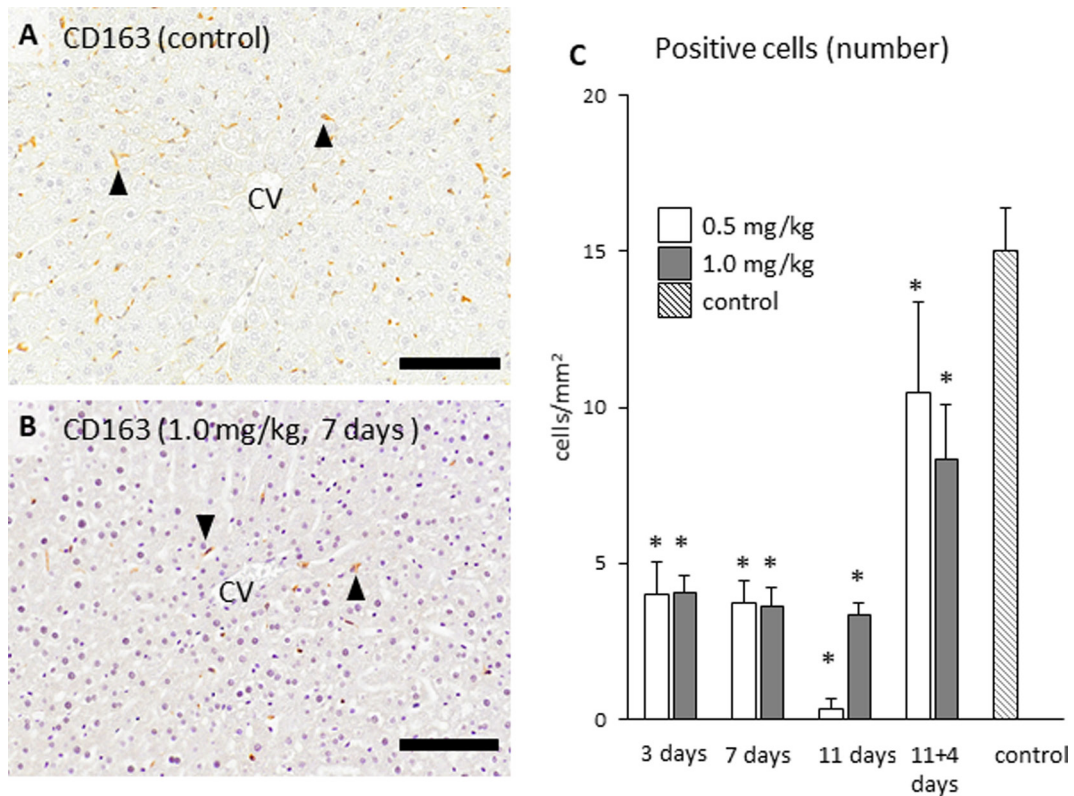 A CD163 (control)
CV
B CD163 (1.0 mg/kg, 7 days )
CV
C Positive cells (number)
20
15
10
5
0
cells/mm²
0.5 mg/kg
1.0 mg/kg
control
* * * * * * * *
3 days 7 days 11 days 11+4 days control